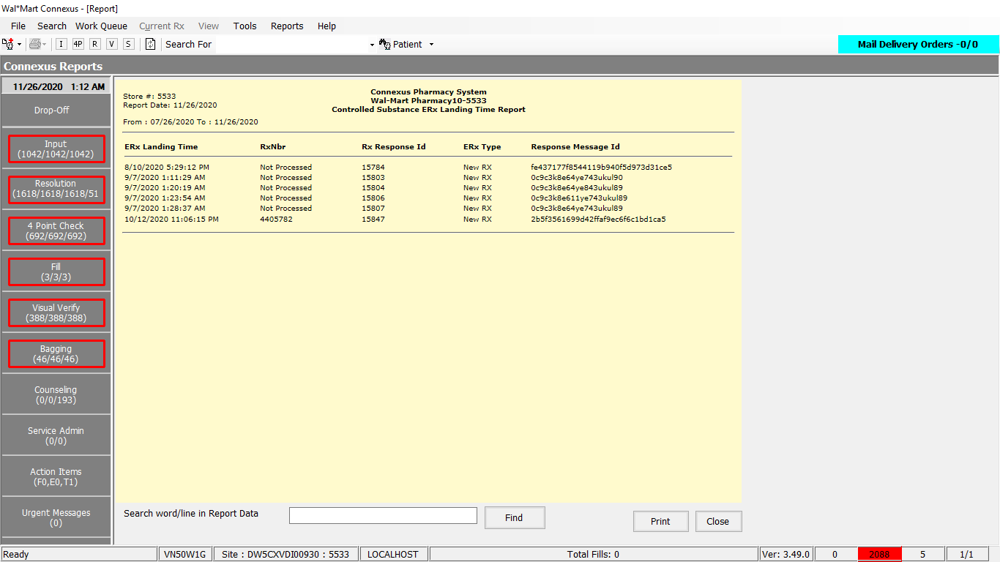 Wal*Mart Connexus - [Report]
File Search Work Queue Current Rx View Tools Reports Help
I 4P R V S Search For Patient Mail Delivery Orders -0/0
Connexus Reports
11/26/2020 1:12 AM
Drop-Off
Input
(1042/1042/1042)
Resolution
(1618/1618/1618/51
4 Point Check
(692/692/692)
Fill
(3/3/3)
Visual Verify
(388/388/388)
Bagging
(46/46/46)
Counseling
(0/0/193)
Service Admin
(0/0)
Action Items
(F0,E0,T1)
Urgent Messages
(0)
Connexus Pharmacy System
Store #: 5533
Wal-Mart Pharmacy10-5533
Report Date: 11/26/2020
Controlled Substance ERx Landing Time Report
From : 07/26/2020 To : 11/26/2020
ERx Landing Time RxNbr Rx Response Id ERx Type Response Message Id
8/10/2020 5:29:12 PM Not Processed 15784 New RX fe437177f8544119b940f5d973d31ce5
9/7/2020 1:11:29 AM Not Processed 15803 New RX 0c9c3k8e64ye743ukul90
9/7/2020 1:20:19 AM Not Processed 15804 New RX 0c9c3k8e64ye843ukul89
9/7/2020 1:23:54 AM Not Processed 15806 New RX 0c9c3k8e611ye743ukul89
9/7/2020 1:28:37 AM Not Processed 15807 New RX 0c9c3k8e64ye743ukul89
10/12/2020 11:06:15 PM 4405782 15847 New RX 2b5f3561699d42ffaf9ec6f6c1bd1ca5
Search word/line in Report Data Find Print Close
Ready VN50W1G Site : DW5CXVDI00930 : 5533 LOCALHOST Total Fills: 0 Ver: 3.49.0 0 2088 5 1/1